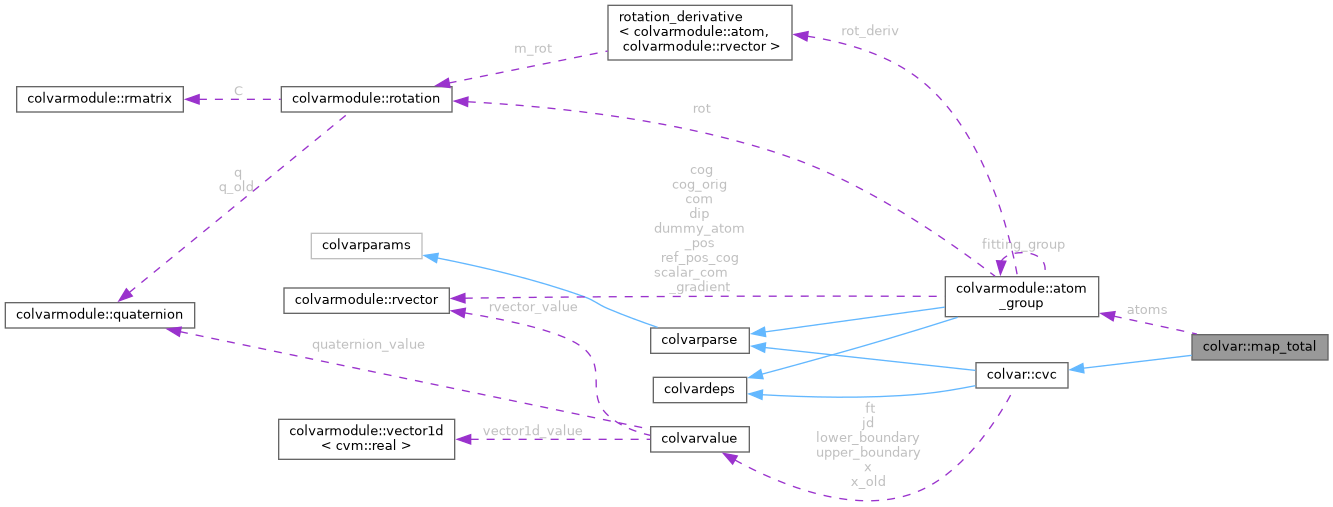 rotation_derivative
< colvarmodule::atom,
colvarmodule::rvector >
rot_deriv
m_rot
colvarmodule::rmatrix
C
colvarmodule::rotation
rot
q
q_old
cog
cog_orig
com
dip
dummy_atom
_pos
ref_pos_cog
scalar_com
_gradient
colvarparams
fitting_group
colvarmodule::rvector
colvarmodule::atom
_group
rvector_value
colvarmodule::quaternion
atoms
colvarparse
quaternion_value
colvar::map_total
colvar::cvc
colvardeps
ft
jd
lower_boundary
upper_boundary
x
x_old
colvarmodule::vector1d
< cvm::real >
vector1d_value
colvarvalue